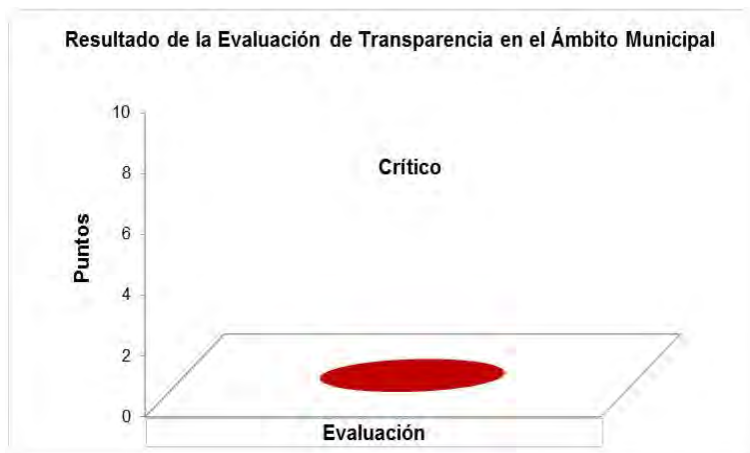 Resultado de la Evaluación de Transparencia en el Ámbito Municipal
10
Crítico
8
6
Puntos
4
2
0
Evaluación